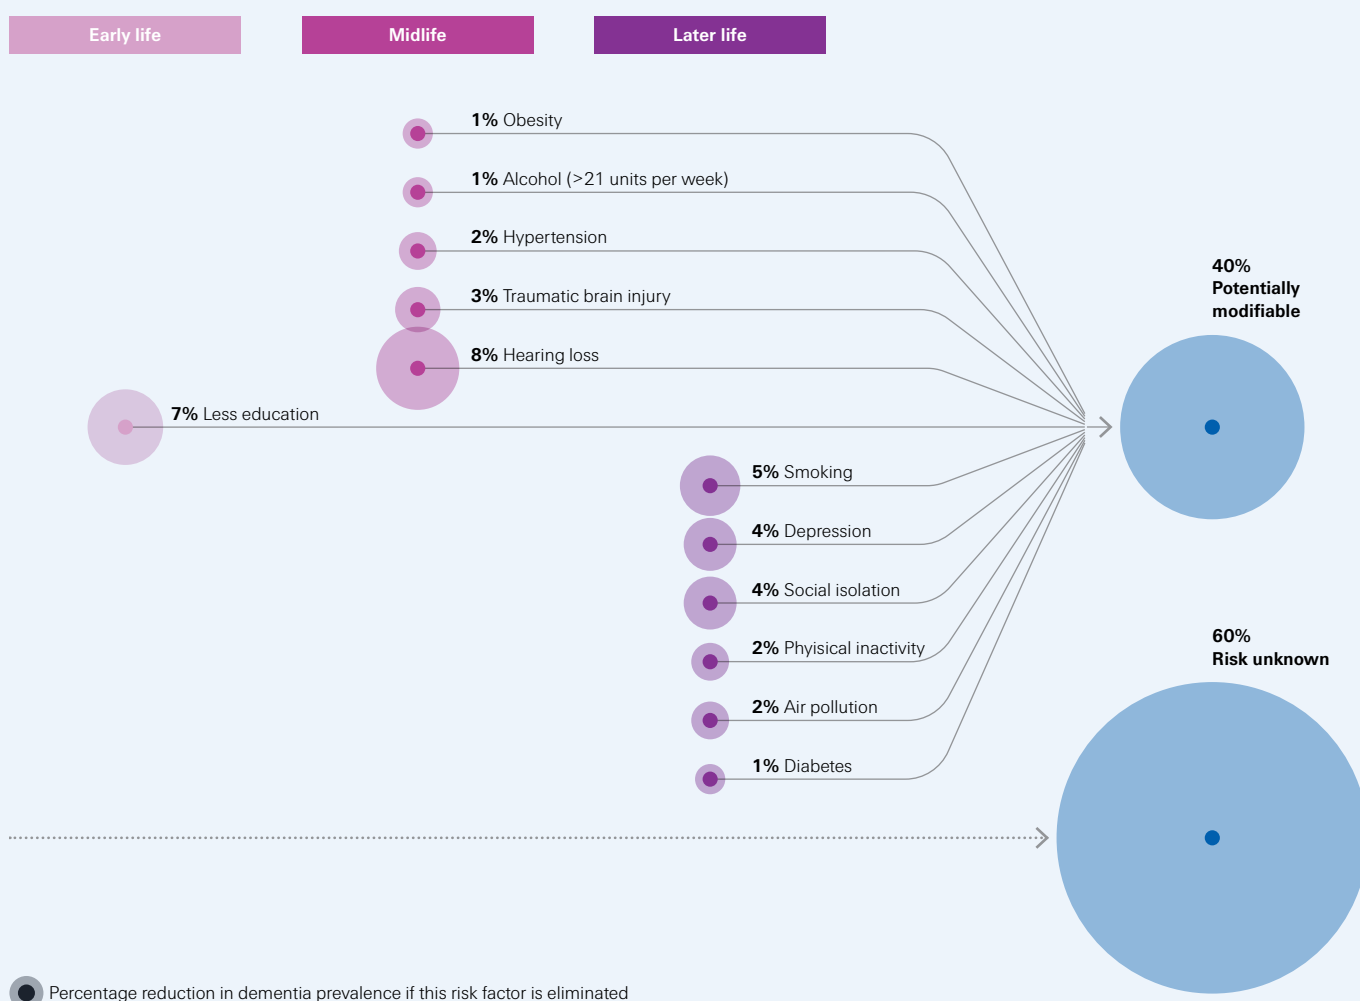 Early life
Midlife
Later life
1% Obesity
1% Alcohol (>21 units per week)
2% Hypertension
3% Traumatic brain injury
8% Hearing loss
7% Less education
5% Smoking
4% Depression
4% Social isolation
2% Phyisical inactivity
2% Air pollution
1% Diabetes
40%
Potentially
modifiable
60%
Risk unknown
Percentage reduction in dementia prevalence if this risk factor is eliminated